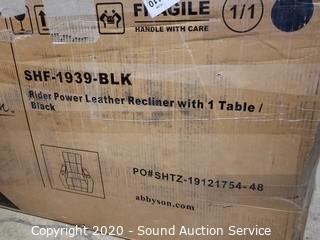 FRAGILE
HANDLE WITH CARE
1/1
SHF-1939-BLK
Rider Power Leather Recliner with 1 Table /
Black
PO#SHTZ-19121754-48
abbyson.com
Copyright 2020 - Sound Auction Service